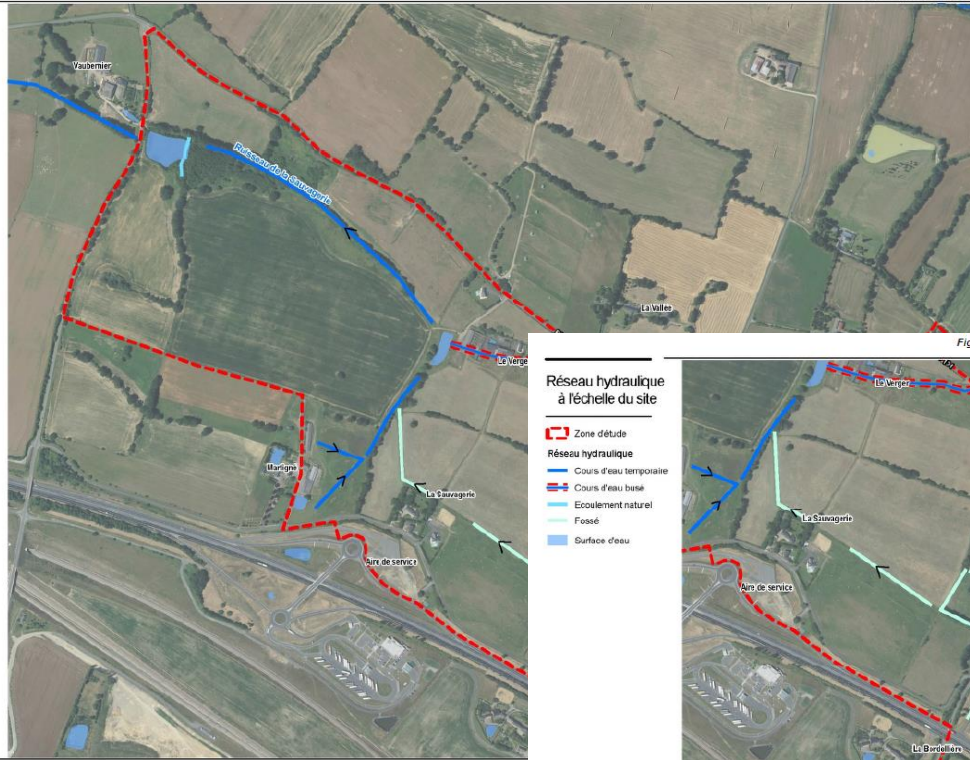 Vaubernier
Ruisseau de la Sauvagerie
La Vallée
Le Verge
Martigné
La Sauvagerie
Aire de service
Fig
Réseau hydraulique
à l'échelle du site
Zone d'étude
Réseau hydraulique
Cours d'eau temporaire
Cours d'eau busé
Ecoulement naturel
Fossé
Surface d'eau
Le Verger
La Sauvagerie
Aire de service
La Bordellière